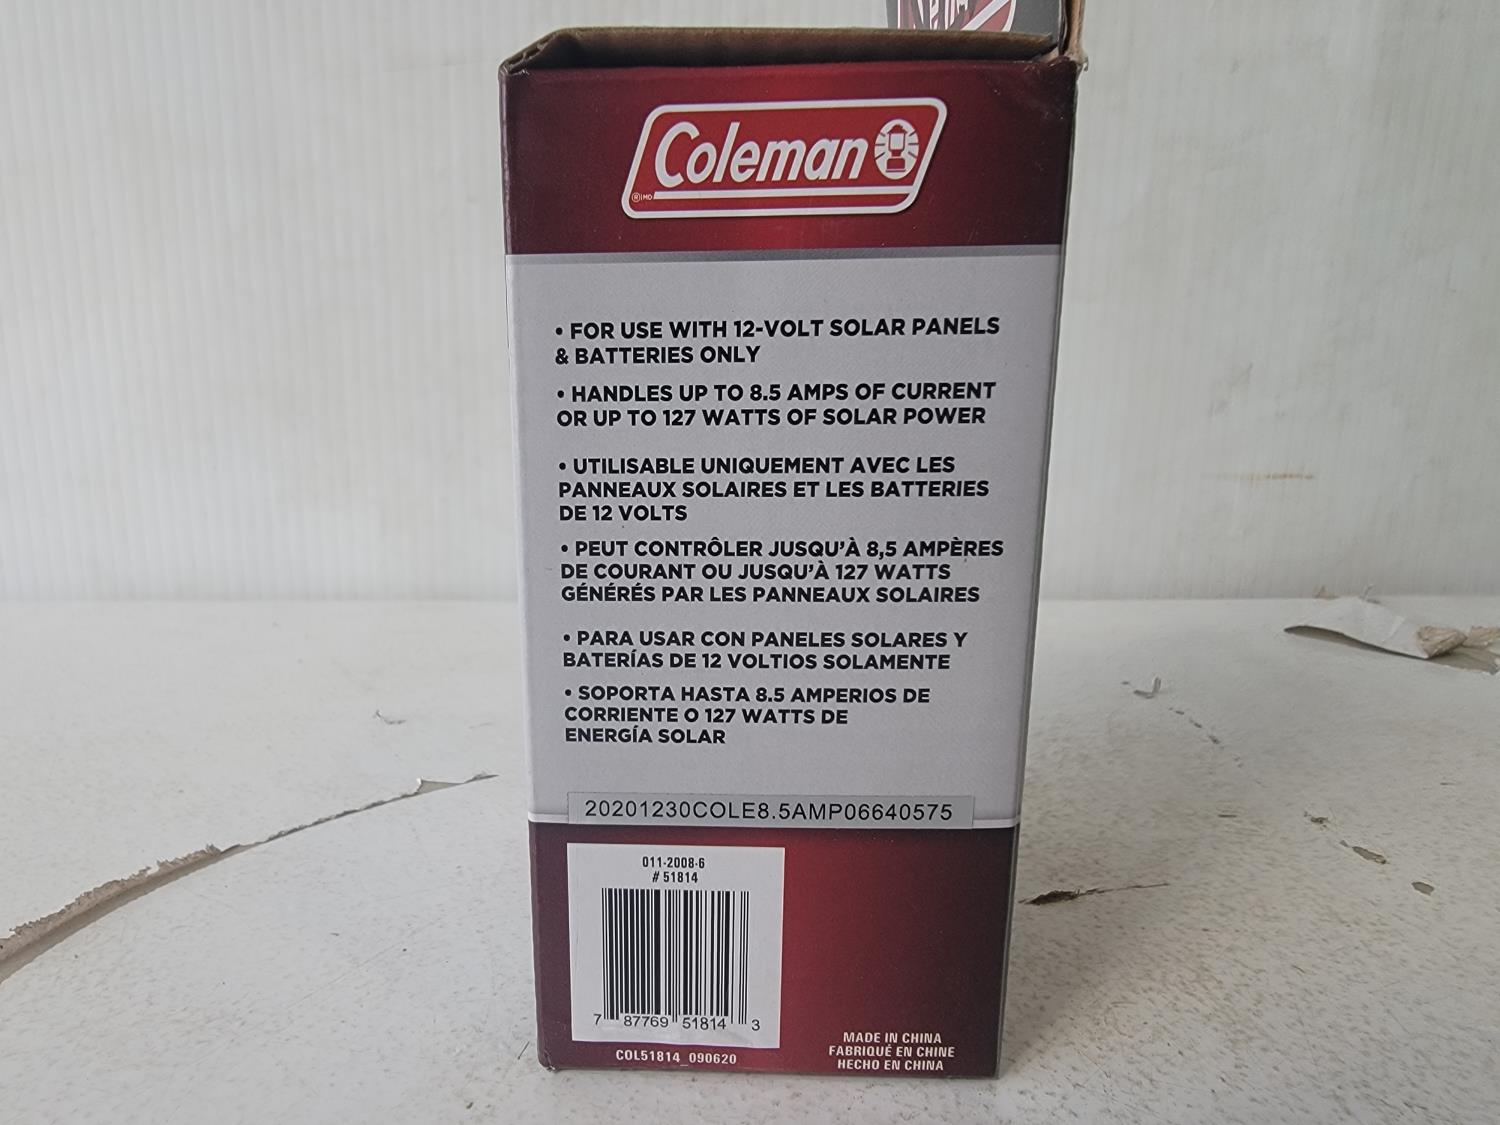 Coleman
®/MD
• FOR USE WITH 12-VOLT SOLAR PANELS
& BATTERIES ONLY
• HANDLES UP TO 8.5 AMPS OF CURRENT
OR UP TO 127 WATTS OF SOLAR POWER
• UTILISABLE UNIQUEMENT AVEC LES
PANNEAUX SOLAIRES ET LES BATTERIES
DE 12 VOLTS
• PEUT CONTRÔLER JUSQU'À 8,5 AMPÈRES
DE COURANT OU JUSQU'À 127 WATTS
GÉNÉRÉS PAR LES PANNEAUX SOLAIRES
• PARA USAR CON PANELES SOLARES Y
BATERÍAS DE 12 VOLTIOS SOLAMENTE
• SOPORTA HASTA 8.5 AMPERIOS DE
CORRIENTE O 127 WATTS DE
ENERGÍA SOLAR
20201230COLE8.5AMP06640575
011-2008-6
# 51814
7 87769 51814 3
COL51814_090620
MADE IN CHINA
FABRIQUÉ EN CHINE
HECHO EN CHINA